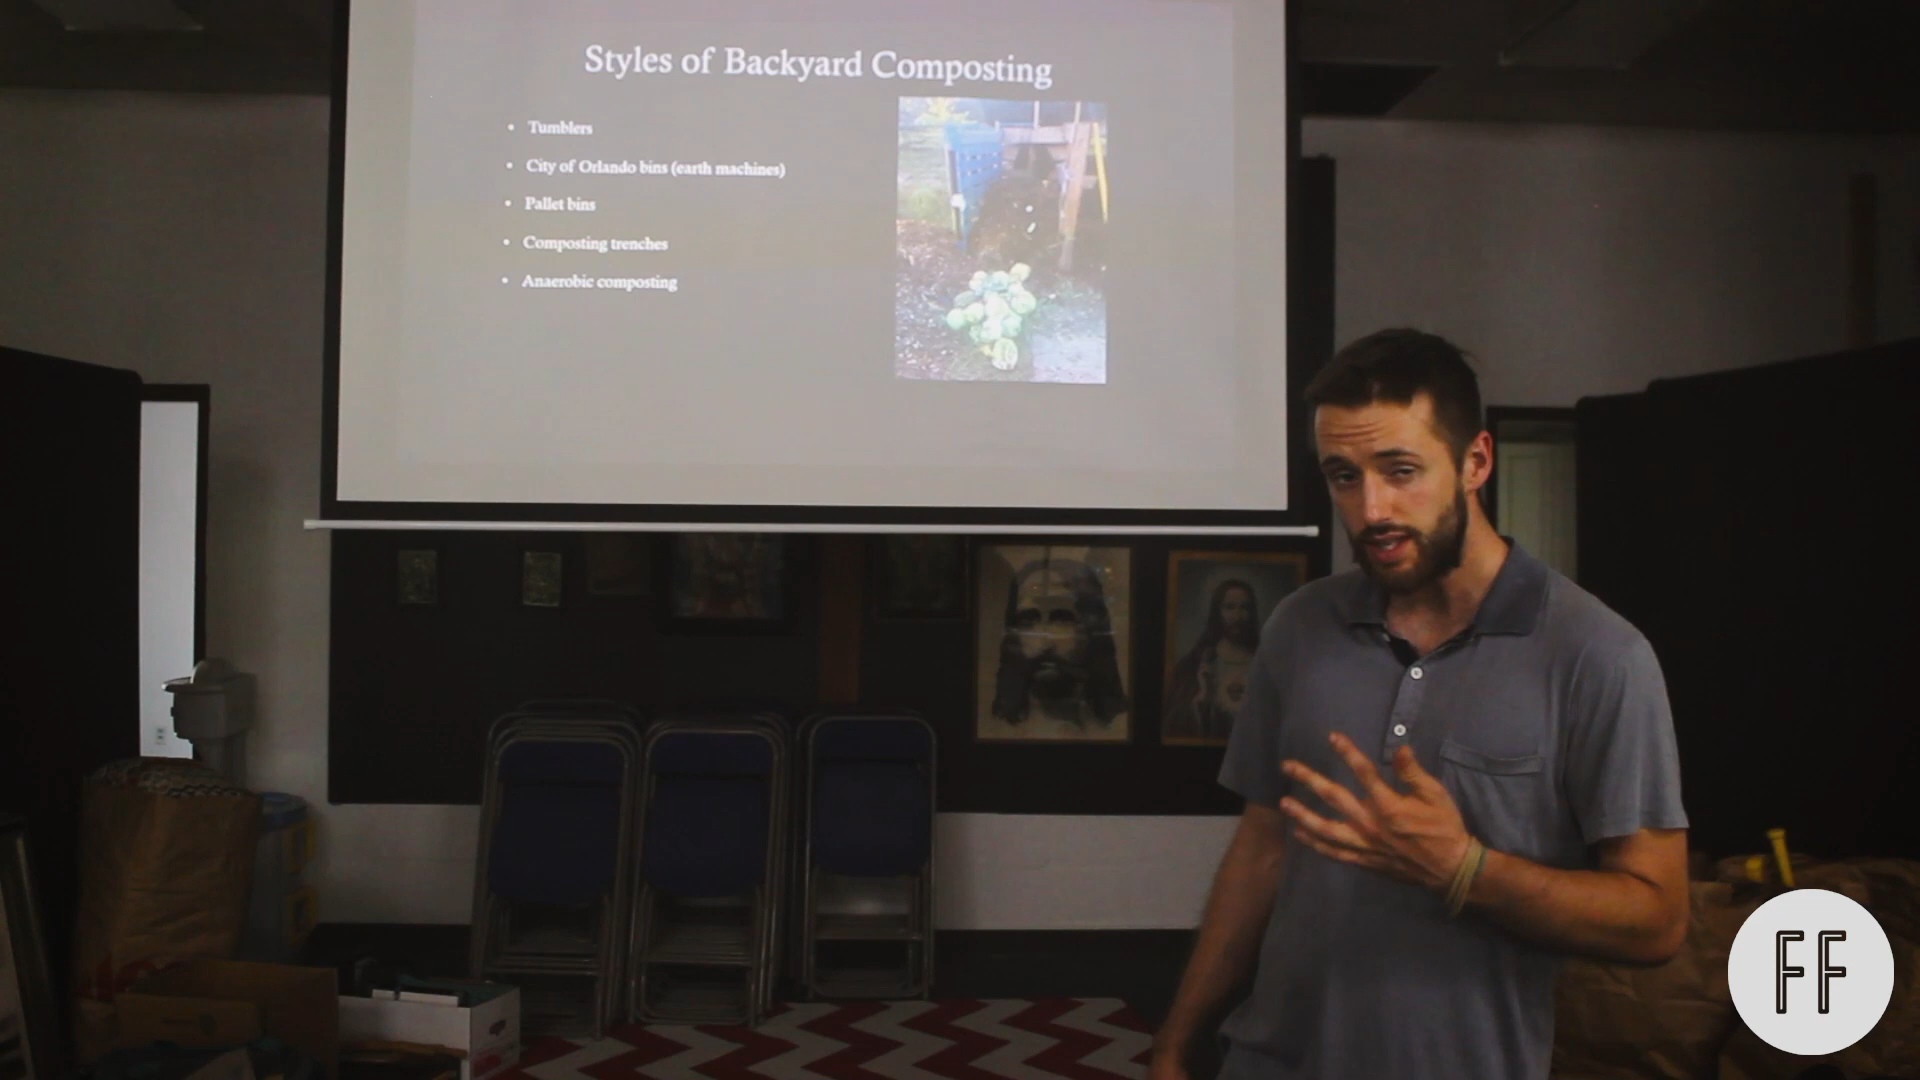 Styles of Backyard Composting
• Tumblers
• City of Orlando bins (earth machines)
• Pallet bins
• Composting trenches
• Anaerobic composting
FF